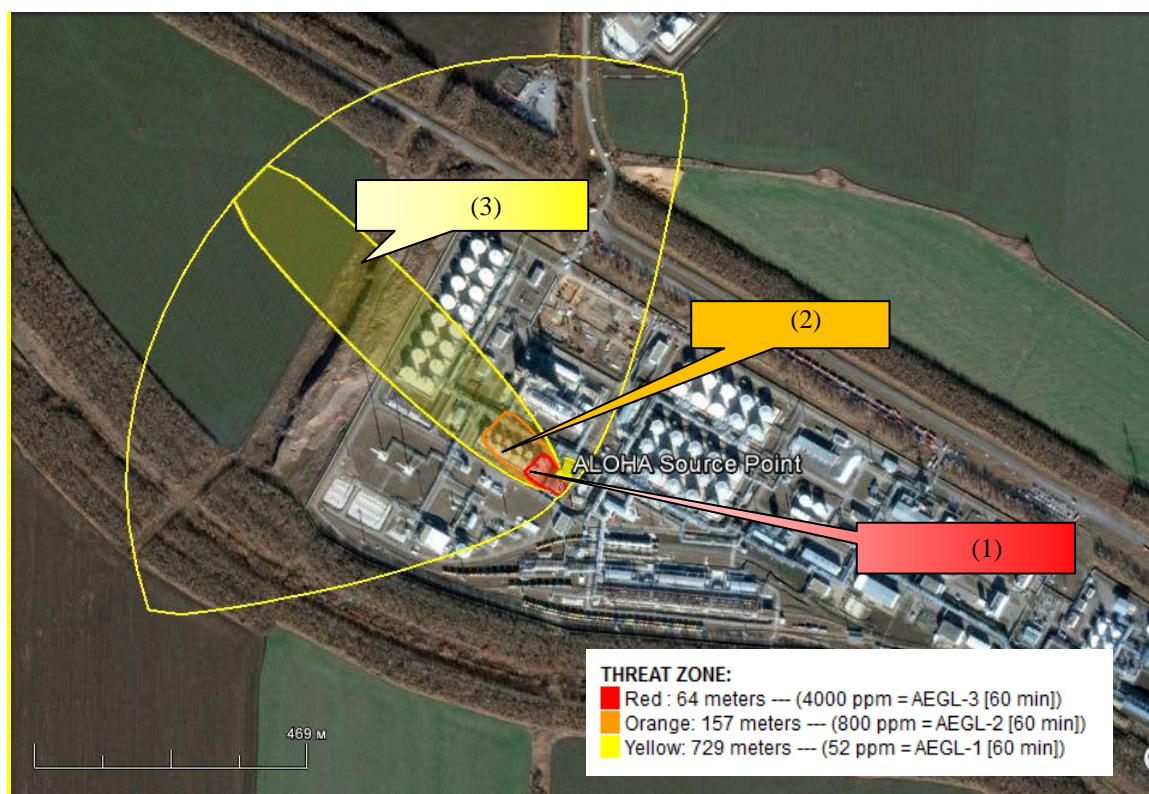 (3)
(2)
ALOHA Source Point
(1)
THREAT ZONE:
Red : 64 meters --- (4000 ppm = AEGL-3 [60 min])
Orange: 157 meters --- (800 ppm = AEGL-2 [60 min])
Yellow: 729 meters --- (52 ppm = AEGL-1 [60 min])
469 м